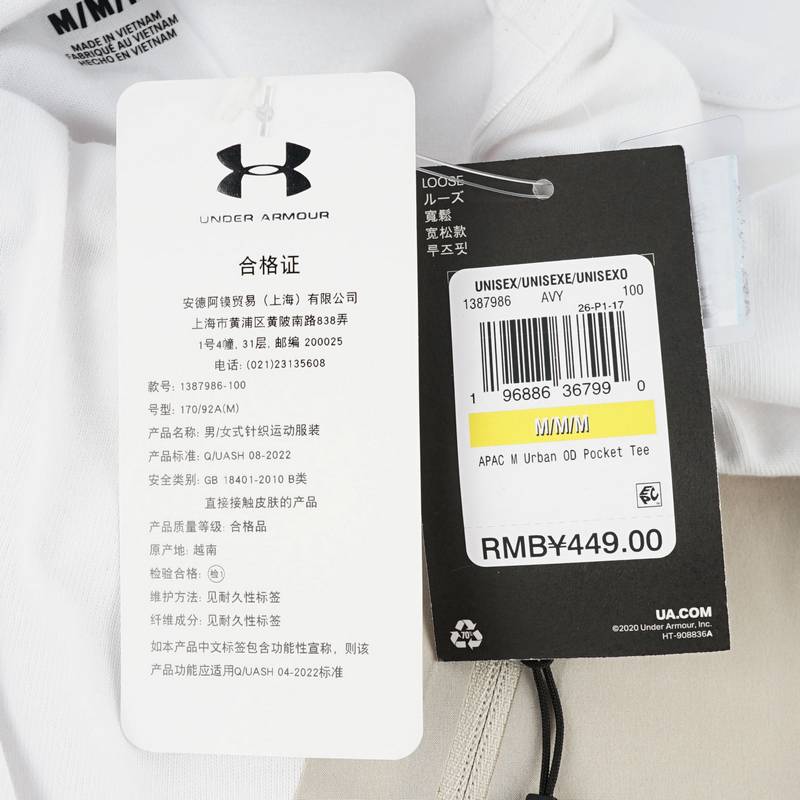 M/M/M
MADE IN VIETNAM
FABRIQUÉ AU VIETNAM
HECHO EN VIETNAM
UNDER ARMOUR
合格证
安德阿镁贸易（上海）有限公司
上海市黄浦区黄陂南路838弄
1号4幢, 31层, 邮编 200025
电话: (021)23135608
款号: 1387986-100
号型: 170/92A(M)
产品名称: 男/女式针织运动服装
产品标准: Q/UASH 08-2022
安全类别: GB 18401-2010 B类
直接接触皮肤的产品
产品质量等级: 合格品
原产地: 越南
检验合格: 检1
维护方法: 见耐久性标签
纤维成分: 见耐久性标签
如本产品中文标签包含功能性宣称，则该
产品功能应适用Q/UASH 04-2022标准
LOOSE
ルーズ
寬鬆
宽松款
루즈핏
UNISEX/UNISEXE/UNISEXO
1387986 AVY 100
26-P1-17
1 96886 36799 0
M/M/M
APAC M Urban OD Pocket Tee
EPC
RMB¥449.00
70%
UA.COM
©2020 Under Armour, Inc.
HT-908836A